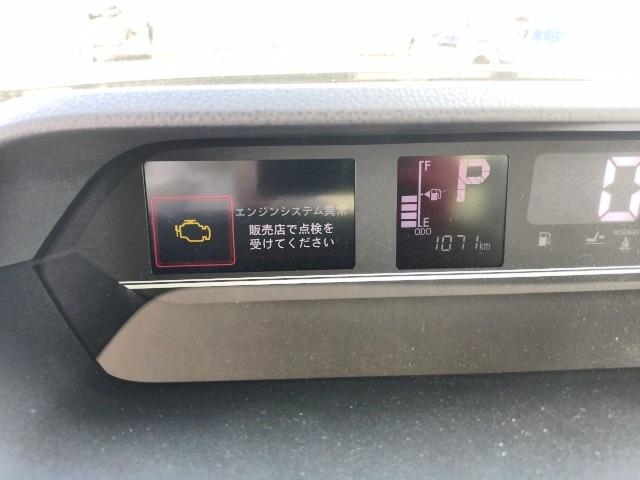 エンジンシステム異常
販売店で点検を
受けてください
F
P
E
ODO
1071km
0